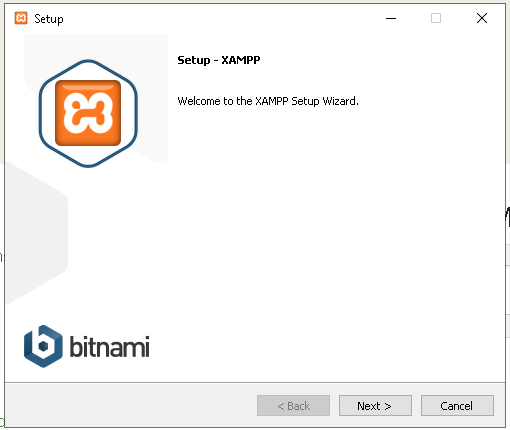 Setup
Setup - XAMPP
Welcome to the XAMPP Setup Wizard.
bitnami
< Back
Next >
Cancel